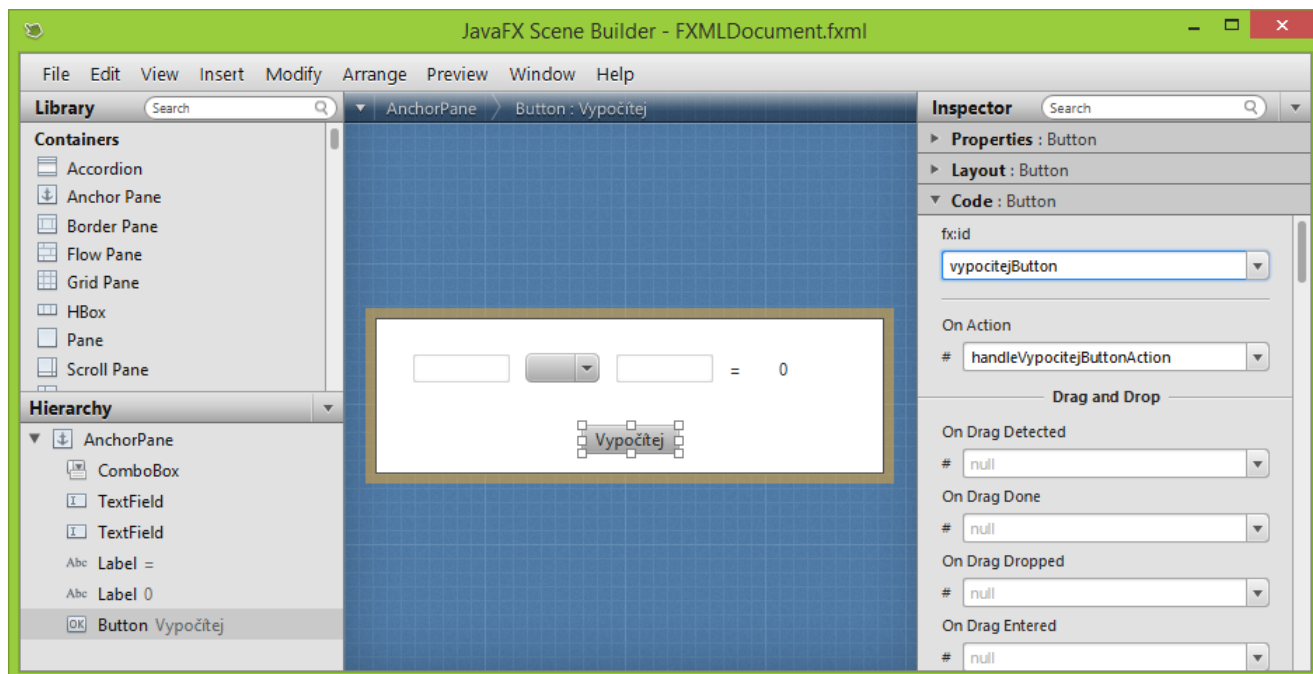 JavaFX Scene Builder - FXMLDocument.fxml
File Edit View Insert Modify Arrange Preview Window Help
Library Search
Containers
Accordion
Anchor Pane
Border Pane
Flow Pane
Grid Pane
HBox
Pane
Scroll Pane
Hierarchy
AnchorPane
ComboBox
TextField
TextField
Abc Label =
Abc Label 0
OK Button Vypočítej
AnchorPane Button : Vypočítej
= 0
Vypočítej
Inspector Search
Properties : Button
Layout : Button
Code : Button
fx:id
vypocitejButton
On Action
# handleVypocitejButtonAction
Drag and Drop
On Drag Detected
# null
On Drag Done
# null
On Drag Dropped
# null
On Drag Entered
# null